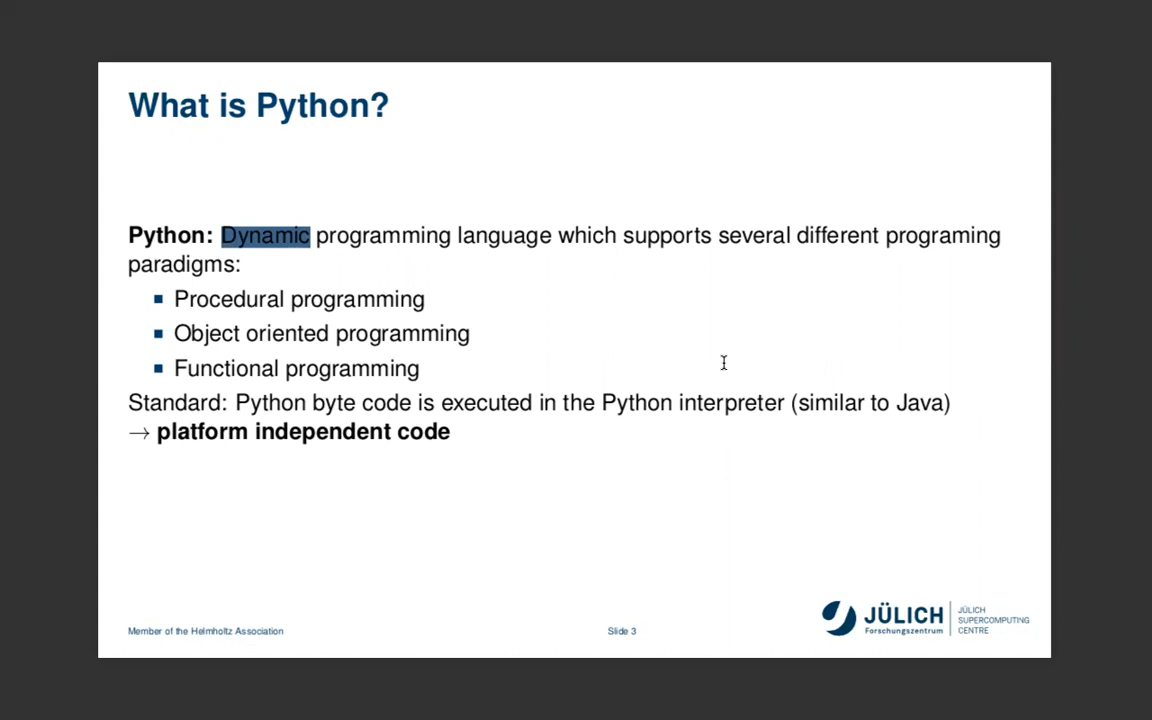 What is Python?
Python: Dynamic programming language which supports several different programing
paradigms:
Procedural programming
Object oriented programming
Functional programming
Standard: Python byte code is executed in the Python interpreter (similar to Java)
→ platform independent code
Member of the Helmholtz Association
Slide 3
JÜLICH
Forschungszentrum
JÜLICH
SUPERCOMPUTING
CENTRE